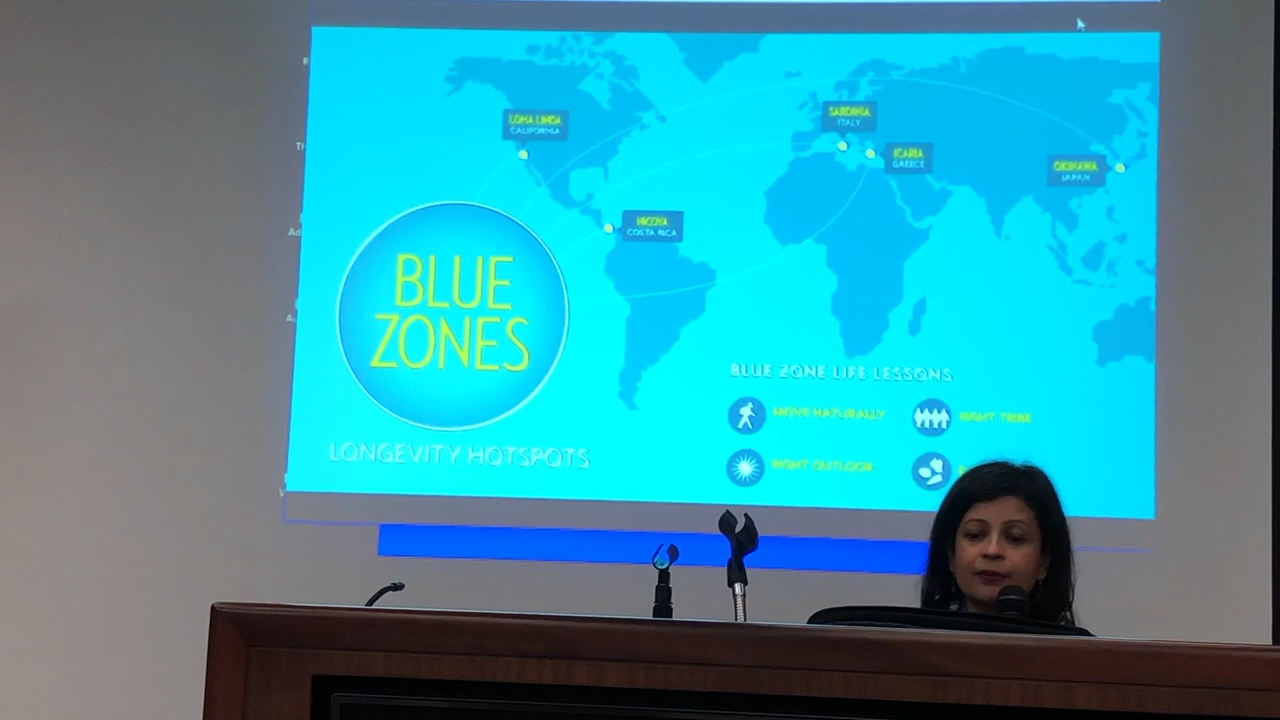 LOMA LINDA
CALIFORNIA
SARDINIA
ITALY
ICARIA
GREECE
OKINAWA
JAPAN
NICOYA
COSTA RICA
BLUE
ZONES
LONGEVITY HOTSPOTS
BLUE ZONE LIFE LESSONS
MOVE NATURALLY
RIGHT TRIBE
RIGHT OUTLOOK